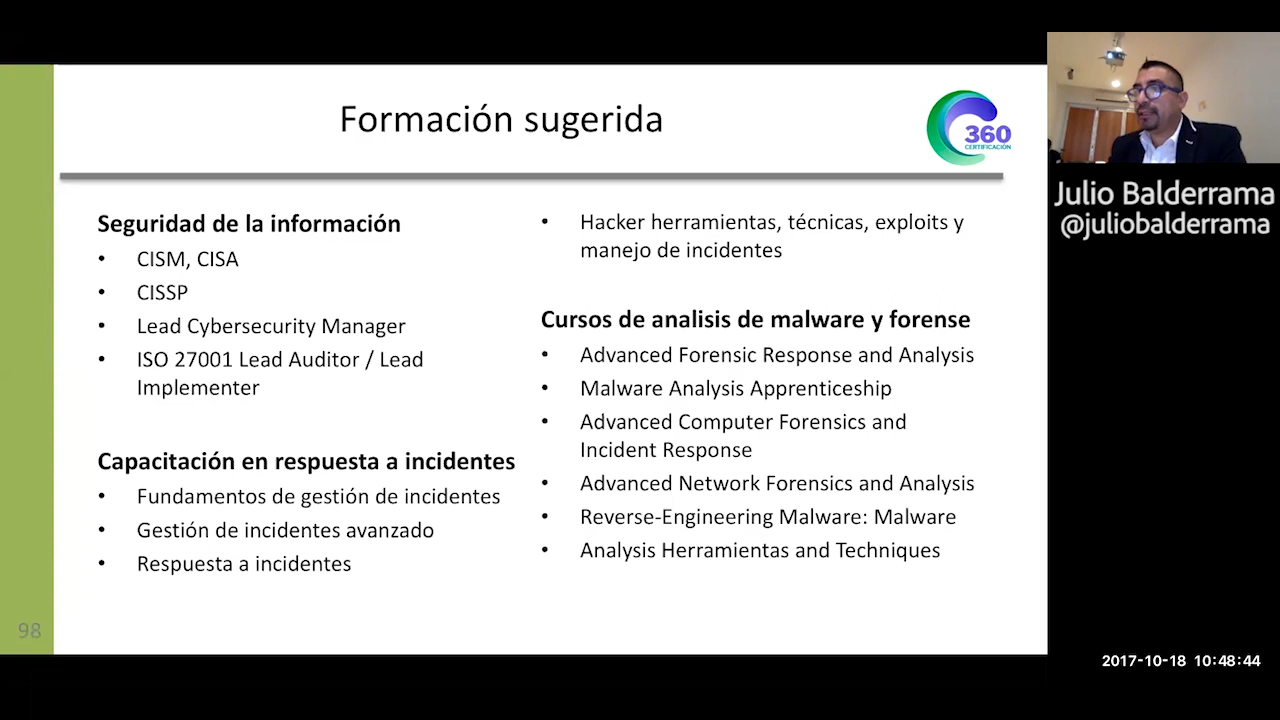 Formación sugerida
360
CERTIFICACIÓN
Seguridad de la información
• CISM, CISA
• CISSP
• Lead Cybersecurity Manager
• ISO 27001 Lead Auditor / Lead
Implementer
Capacitación en respuesta a incidentes
• Fundamentos de gestión de incidentes
• Gestión de incidentes avanzado
• Respuesta a incidentes
• Hacker herramientas, técnicas, exploits y
manejo de incidentes
Cursos de analisis de malware y forense
• Advanced Forensic Response and Analysis
• Malware Analysis Apprenticeship
• Advanced Computer Forensics and
Incident Response
• Advanced Network Forensics and Analysis
• Reverse-Engineering Malware: Malware
• Analysis Herramientas and Techniques
98
Julio Balderrama
@juliobalderrama
2017-10-18 10:48:44